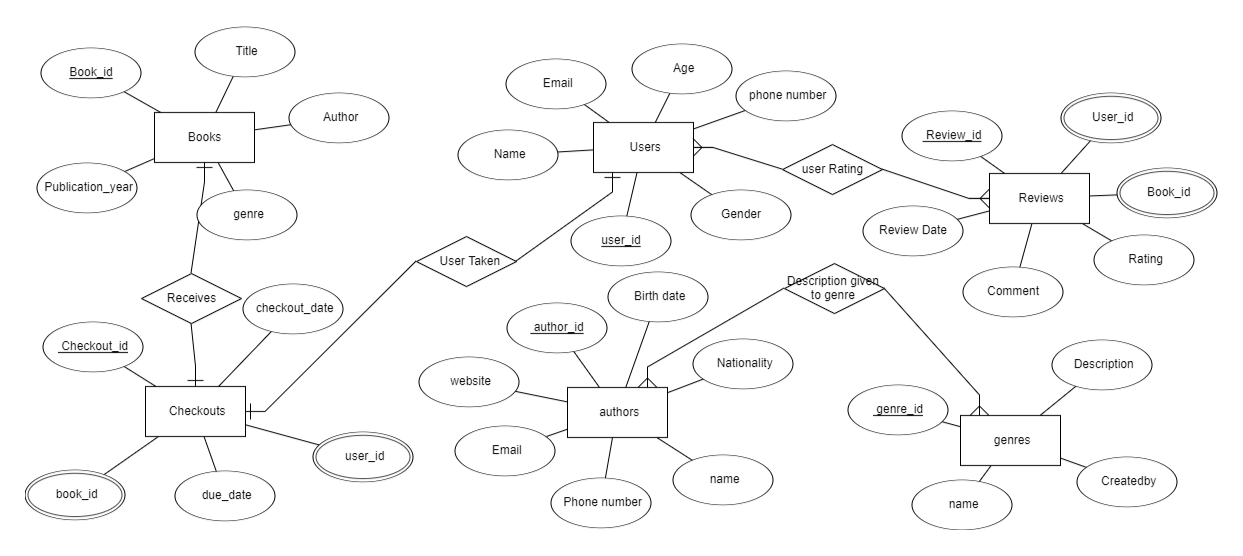 Title
Book_id
Author
Books
Publication_year
genre
Receives
checkout_date
Checkout_id
Checkouts
user_id
book_id
due_date
User Taken
Age
Email
phone number
Name
Users
Gender
user_id
user Rating
User_id
Review_id
Book_id
Reviews
Review Date
Rating
Comment
Description given
to genre
Birth date
author_id
Nationality
website
authors
Email
name
Phone number
Description
genre_id
genres
Createdby
name